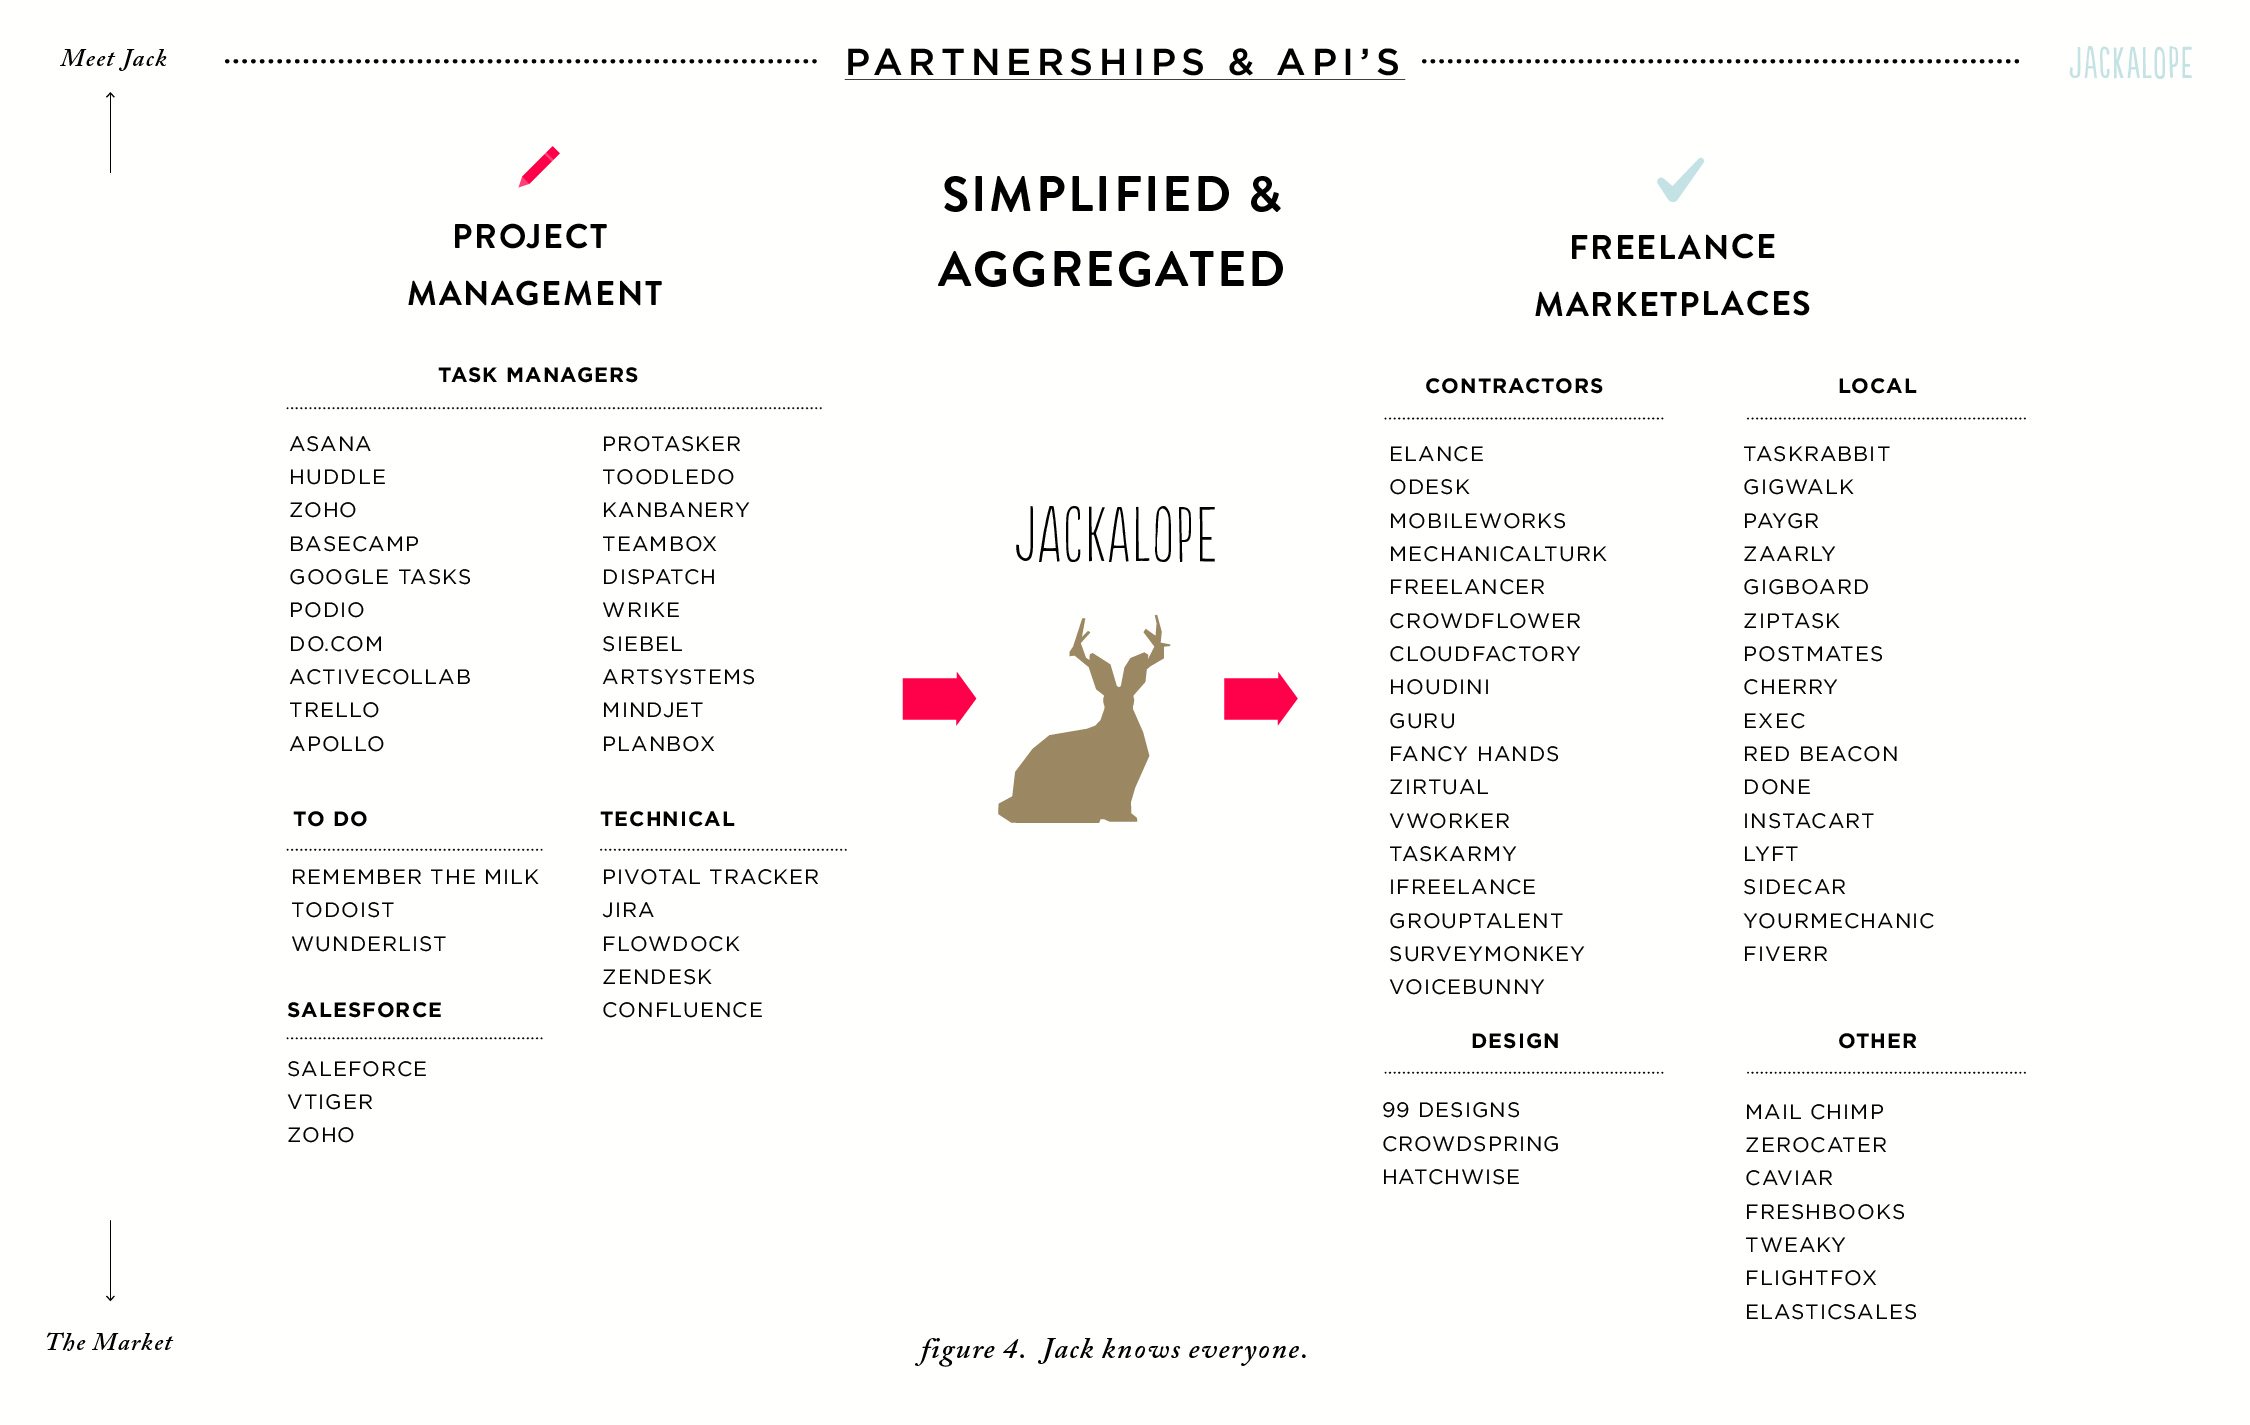 Meet Jack
PARTNERSHIPS & API’S
JACKALOPE
PROJECT
MANAGEMENT
TASK MANAGERS
ASANA
HUDDLE
ZOHO
BASECAMP
GOOGLE TASKS
PODIO
DO.COM
ACTIVECOLLAB
TRELLO
APOLLO
PROTASKER
TOODLEDO
KANBANERY
TEAMBOX
DISPATCH
WRIKE
SIEBEL
ARTSYSTEMS
MINDJET
PLANBOX
TO DO
REMEMBER THE MILK
TODOIST
WUNDERLIST
SALESFORCE
SALEFORCE
VTIGER
ZOHO
TECHNICAL
PIVOTAL TRACKER
JIRA
FLOWDOCK
ZENDESK
CONFLUENCE
SIMPLIFIED &
AGGREGATED
JACKALOPE
FREELANCE
MARKETPLACES
CONTRACTORS
ELANCE
ODESK
MOBILEWORKS
MECHANICALTURK
FREELANCER
CROWDFLOWER
CLOUDFACTORY
HOUDINI
GURU
FANCY HANDS
ZIRTUAL
VWORKER
TASKARMY
IFREELANCE
GROUPTALENT
SURVEYMONKEY
VOICEBUNNY
LOCAL
TASKRABBIT
GIGWALK
PAYGR
ZAARLY
GIGBOARD
ZIPTASK
POSTMATES
CHERRY
EXEC
RED BEACON
DONE
INSTACART
LYFT
SIDECAR
YOURMECHANIC
FIVERR
DESIGN
99 DESIGNS
CROWDSPRING
HATCHWISE
OTHER
MAIL CHIMP
ZEROCATER
CAVIAR
FRESHBOOKS
TWEAKY
FLIGHTFOX
ELASTICSALES
The Market
figure 4. Jack knows everyone.